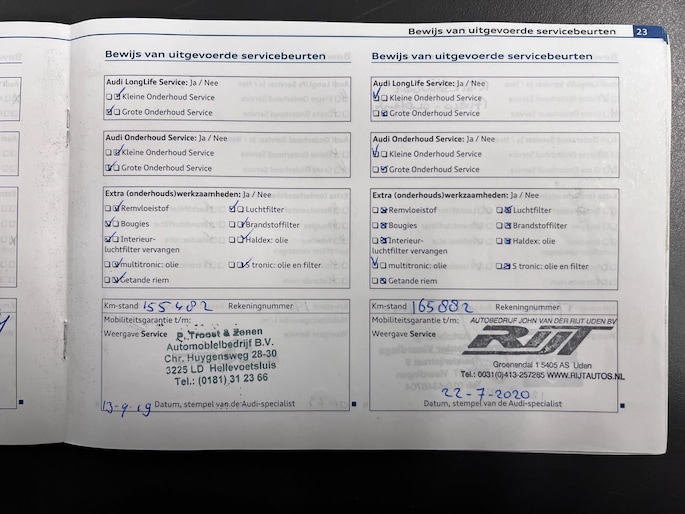 Bewijs van uitgevoerde servicebeurten 23
Bewijs van uitgevoerde servicebeurten
Audi LongLife Service: Ja / Nee
Kleine Onderhoud Service
Grote Onderhoud Service
Audi Onderhoud Service: Ja / Nee
Kleine Onderhoud Service
Grote Onderhoud Service
Extra (onderhouds)werkzaamheden: Ja / Nee
Remvloeistof Luchtfilter
Bougies Brandstoffilter
Interieur- Haldex: olie
luchtfilter vervangen
multitronic: olie S tronic: olie en filter
Getande riem
Km-stand 155482 Rekeningnummer
Mobiliteitsgarantie t/m:
Weergave Service
P. Troost & Zonen
Automobielbedrijf B.V.
Chr. Huygensweg 28-30
3225 LD Hellevoetsluis
Tel.: (0181) 31 23 66
13-9-19 Datum, stempel van de Audi-specialist
Bewijs van uitgevoerde servicebeurten
Audi LongLife Service: Ja / Nee
Kleine Onderhoud Service
Grote Onderhoud Service
Audi Onderhoud Service: Ja / Nee
Kleine Onderhoud Service
Grote Onderhoud Service
Extra (onderhouds)werkzaamheden: Ja / Nee
Remvloeistof Luchtfilter
Bougies Brandstoffilter
Interieur- Haldex: olie
luchtfilter vervangen
multitronic: olie S tronic: olie en filter
Getande riem
Km-stand 165882 Rekeningnummer
Mobiliteitsgarantie t/m: AUTOBEDRIJF JOHN VAN DER RIJT UDEN BV
Weergave Service RIJT
Groenendal 1 5405 AS Uden
Tel.: 0031(0)413-257285 WWW.RIJTAUTOS.NL
22-7-2020
Datum, stempel van de Audi-specialist